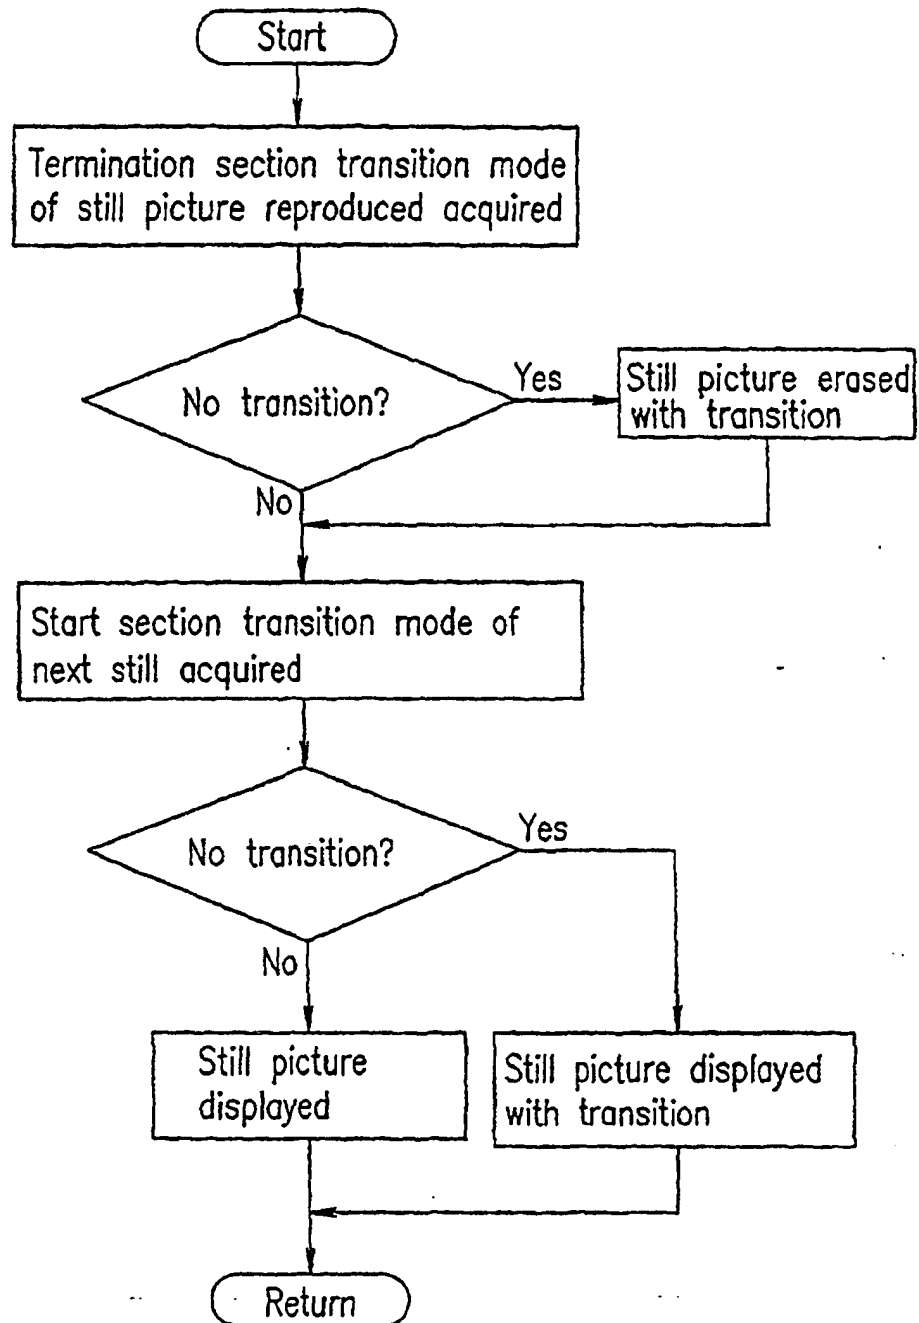 Start
Termination section transition mode
of still picture reproduced acquired
No transition?
Yes
Still picture erased
with transition
No
Start section transition mode of
next still acquired
No transition?
Yes
No
Still picture
displayed
Still picture displayed
with transition
Return